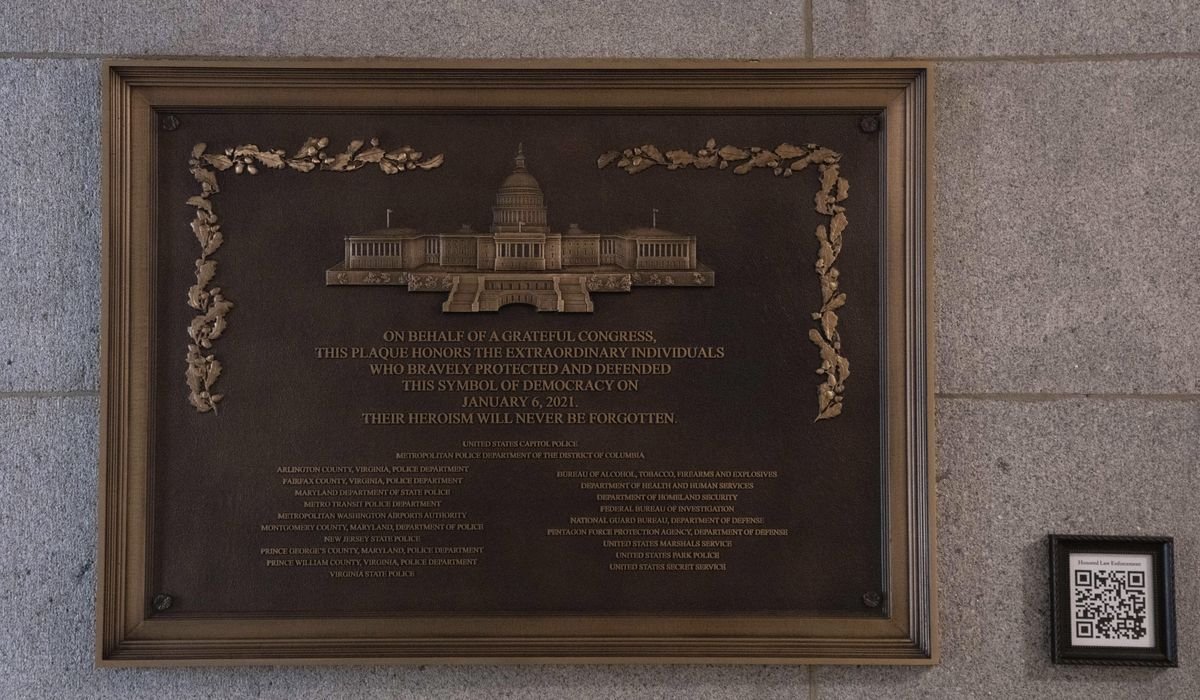 ON BEHALF OF A GRATEFUL CONGRESS,
THIS PLAQUE HONORS THE EXTRAORDINARY INDIVIDUALS
WHO BRAVELY PROTECTED AND DEFENDED
THIS SYMBOL OF DEMOCRACY ON
JANUARY 6, 2021.
THEIR HEROISM WILL NEVER BE FORGOTTEN.
UNITED STATES CAPITOL POLICE
METROPOLITAN POLICE DEPARTMENT OF THE DISTRICT OF COLUMBIA
ARLINGTON COUNTY, VIRGINIA, POLICE DEPARTMENT
FAIRFAX COUNTY, VIRGINIA, POLICE DEPARTMENT
MARYLAND DEPARTMENT OF STATE POLICE
METRO TRANSIT POLICE DEPARTMENT
METROPOLITAN WASHINGTON AIRPORTS AUTHORITY
MONTGOMERY COUNTY, MARYLAND, DEPARTMENT OF POLICE
NEW JERSEY STATE POLICE
PRINCE GEORGE'S COUNTY, MARYLAND, POLICE DEPARTMENT
PRINCE WILLIAM COUNTY, VIRGINIA, POLICE DEPARTMENT
VIRGINIA STATE POLICE
BUREAU OF ALCOHOL, TOBACCO, FIREARMS AND EXPLOSIVES
DEPARTMENT OF HEALTH AND HUMAN SERVICES
DEPARTMENT OF HOMELAND SECURITY
FEDERAL BUREAU OF INVESTIGATION
NATIONAL GUARD BUREAU, DEPARTMENT OF DEFENSE
PENTAGON FORCE PROTECTION AGENCY, DEPARTMENT OF DEFENSE
UNITED STATES MARSHALS SERVICE
UNITED STATES PARK POLICE
UNITED STATES SECRET SERVICE
Honored Law Enforcement